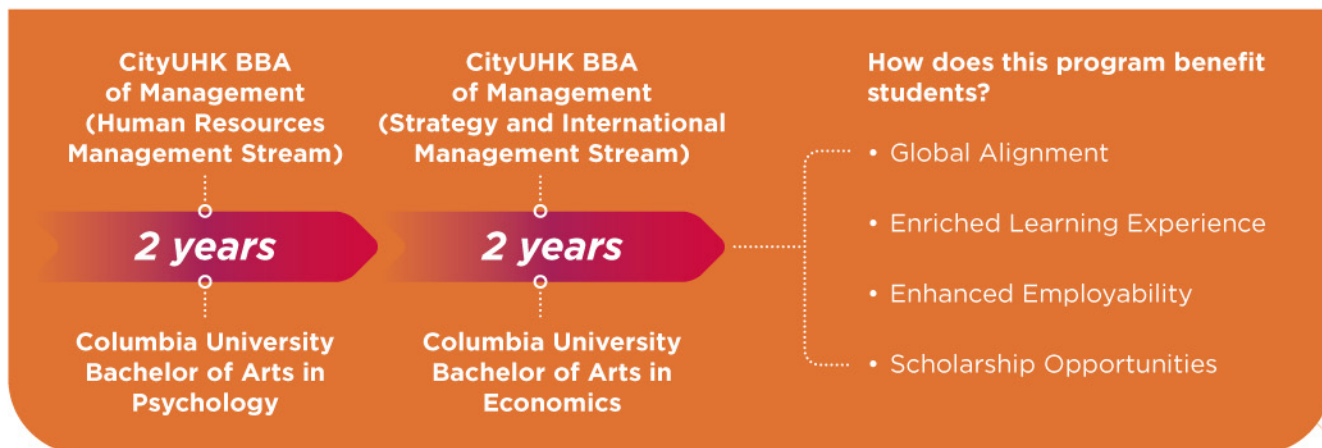 CityUHK BBA
of Management
(Human Resources
Management Stream)
2 years
Columbia University
Bachelor of Arts in
Psychology
CityUHK BBA
of Management
(Strategy and International
Management Stream)
2 years
Columbia University
Bachelor of Arts in
Economics
How does this program benefit
students?
• Global Alignment
• Enriched Learning Experience
• Enhanced Employability
• Scholarship Opportunities